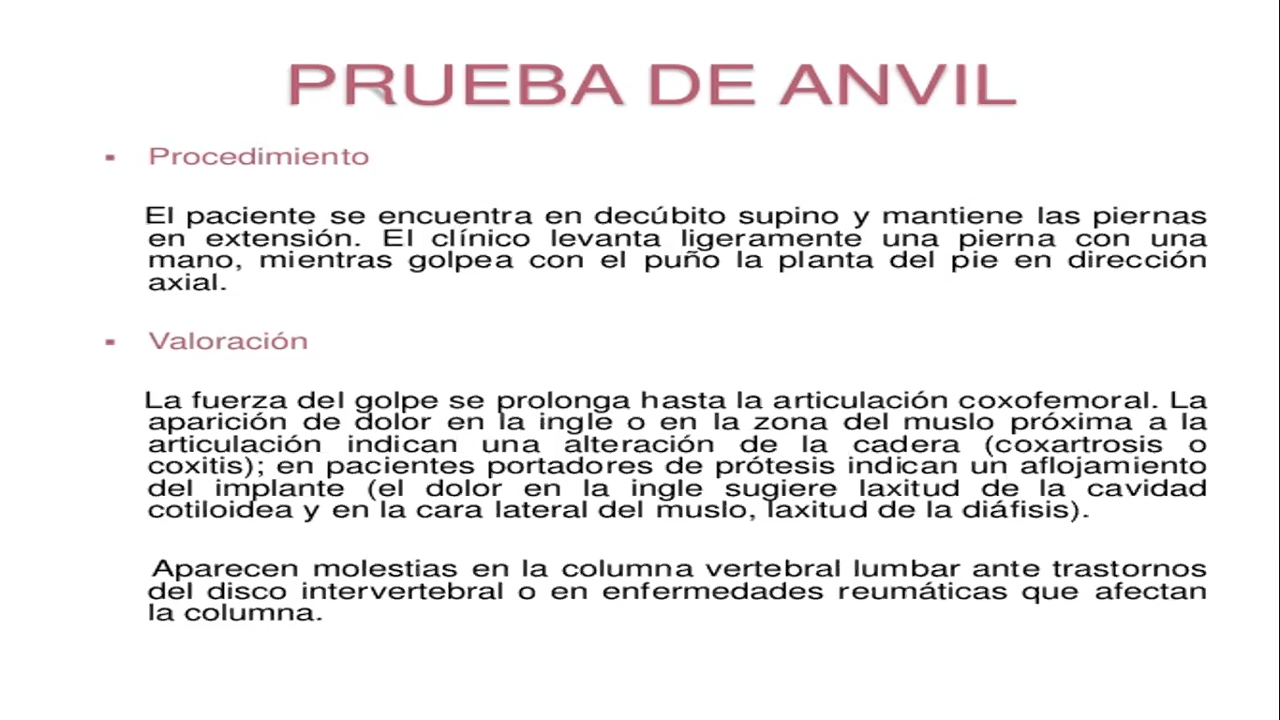 PRUEBA DE ANVIL
▪ Procedimiento
El paciente se encuentra en decúbito supino y mantiene las piernas
en extensión. El clínico levanta ligeramente una pierna con una
mano, mientras golpea con el puño la planta del pie en dirección
axial.
▪ Valoración
La fuerza del golpe se prolonga hasta la articulación coxofemoral. La
aparición de dolor en la ingle o en la zona del muslo próxima a la
articulación indican una alteración de la cadera (coxartrosis o
coxitis); en pacientes portadores de prótesis indican un aflojamiento
del implante (el dolor en la ingle sugiere laxitud de la cavidad
cotiloidea y en la cara lateral del muslo, laxitud de la diáfisis).
Aparecen molestias en la columna vertebral lumbar ante trastornos
del disco intervertebral o en enfermedades reumáticas que afectan
la columna.